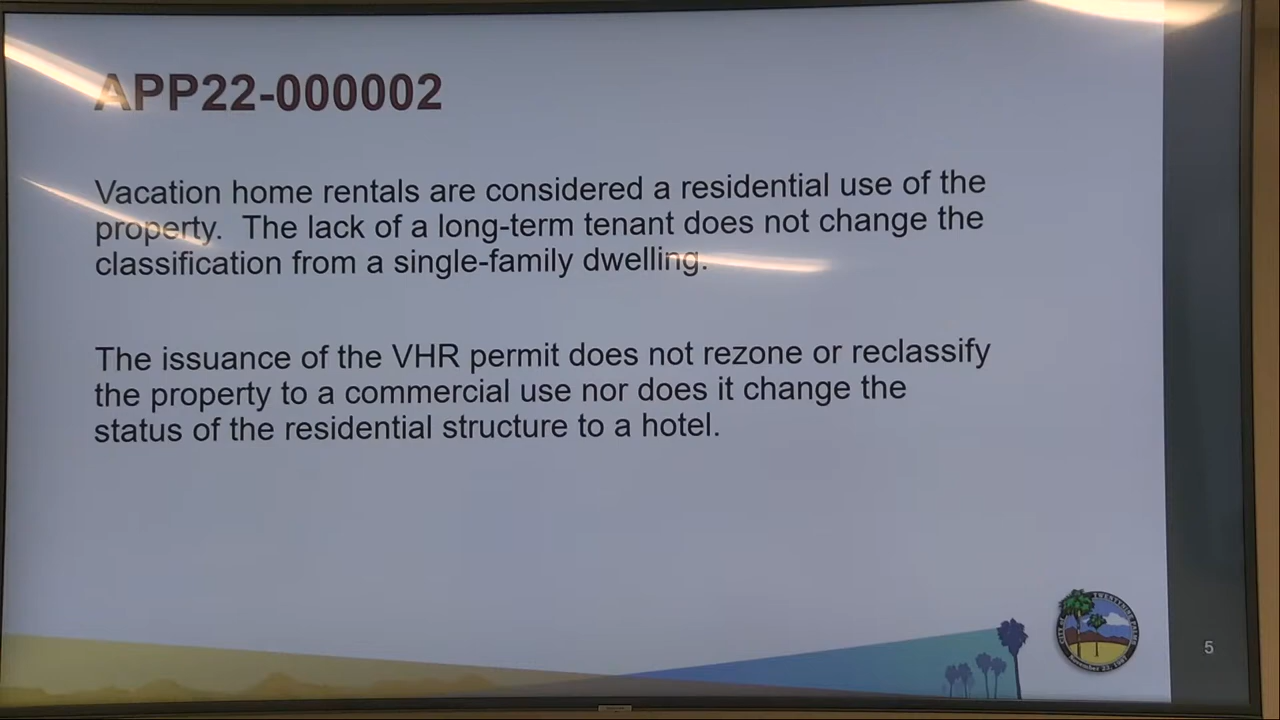 APP22-000002
Vacation home rentals are considered a residential use of the
property.  The lack of a long-term tenant does not change the
classification from a single-family dwelling.
The issuance of the VHR permit does not rezone or reclassify
the property to a commercial use nor does it change the
status of the residential structure to a hotel.
5